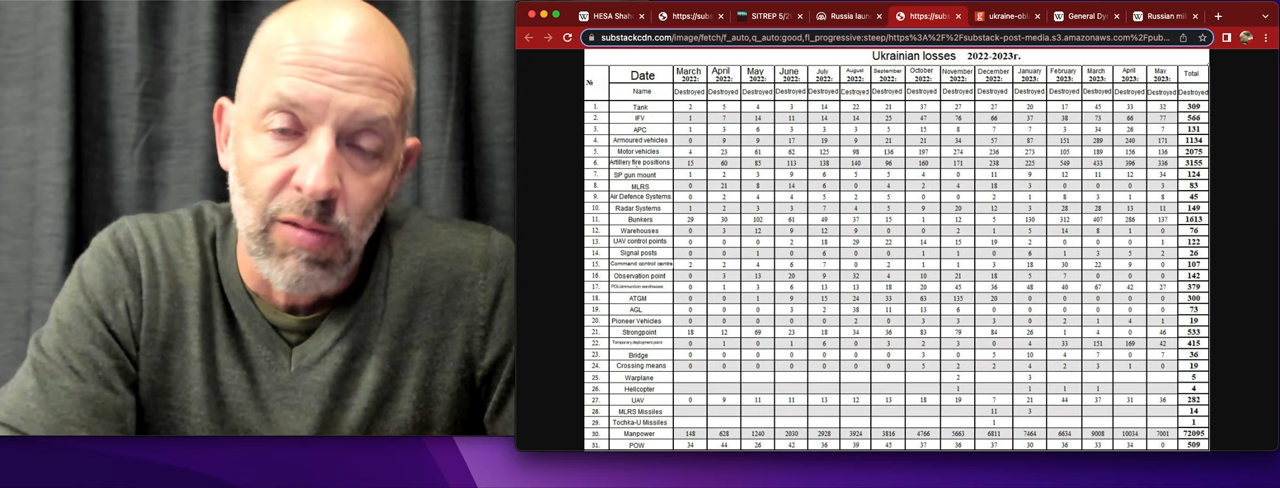 HESA Shah
https://subs
SITREP 5/2
Russia laun
https://subs
ukraine-obl
General Dy
Russian mi
substackcdn.com/image/fetch/f_auto,q_auto:good,fl_progressive:steep/https%3A%2F%2Fsubstack-post-media.s3.amazonaws.com%2Fpub...
Ukrainian losses 2022-2023г.
№ Date March 2022: April 2022: May 2022: June 2022: July 2022: August 2022: September 2022: October 2022: November 2022: December 2022: January 2023: February 2023: March 2023: April 2023: May 2023: Total
Name Destroyed Destroyed Destroyed Destroyed Destroyed Destroyed Destroyed Destroyed Destroyed Destroyed Destroyed Destroyed Destroyed Destroyed Destroyed Destroyed
1. Tank 2 5 4 3 14 22 21 37 27 27 20 17 45 33 32 309
2. IFV 1 7 14 11 14 14 25 47 76 66 37 38 73 66 77 566
3. APC 1 3 6 3 3 3 5 15 8 7 7 3 34 26 7 131
4. Armoured vehicles 0 9 9 17 19 9 21 21 34 57 87 151 289 240 171 1134
5. Motor vehicles 4 23 61 62 125 98 136 197 274 236 273 105 189 156 136 2075
6. Artillery fire positions 15 60 85 113 138 140 96 160 171 238 225 549 433 396 336 3155
7. SP gun mount 1 2 3 9 6 5 5 4 0 11 9 12 11 12 34 124
8. MLRS 0 21 8 14 6 0 4 2 4 18 3 0 0 0 3 83
9. Air Defence Systems 0 2 4 4 5 2 5 0 0 2 1 8 3 1 8 45
10. Radar Systems 1 2 3 3 7 4 5 9 20 12 3 28 28 13 11 149
11. Bunkers 29 30 102 61 49 37 15 1 12 5 130 312 407 286 137 1613
12. Warehouses 0 3 12 9 12 9 0 0 2 1 5 14 8 1 0 76
13. UAV control points 0 0 0 2 18 29 22 14 15 19 2 0 0 0 1 122
14. Signal posts 0 0 1 0 6 0 0 1 1 0 6 1 3 5 2 26
15. Command control centre 2 2 4 6 7 0 2 1 1 3 18 30 22 9 0 107
16. Observation point 0 3 13 20 9 32 4 10 21 18 5 7 0 0 0 142
17. 0 1 3 6 13 13 18 20 45 36 48 40 67 42 27 379
18. ATGM 0 0 1 9 15 24 33 63 135 20 0 0 0 0 0 300
19. AGL 0 0 0 3 2 38 11 13 6 0 0 0 0 0 0 73
20. Pioneer Vehicles 0 0 0 0 0 2 0 3 3 3 0 2 1 4 1 19
21. Strongpoint 18 12 69 23 18 34 36 83 79 84 26 1 4 0 46 533
22. Temporary deployment point 0 1 0 1 6 0 3 2 3 0 4 33 151 169 42 415
23. Bridge 0 0 0 0 0 0 0 3 0 5 10 4 7 0 7 36
24. Crossing means 0 0 0 0 0 0 0 5 2 2 4 2 3 1 0 19
25. Warplane 2 3 5
26. Helicopter 1 1 1 1 4
27. UAV 0 9 11 11 13 12 13 18 19 7 21 44 37 31 36 282
28. MLRS Missiles 11 3 14
29. Tochka-U Missiles 1 1
30. Manpower 148 628 1240 2030 2928 3924 3816 4766 5663 6811 7464 6634 9008 10034 7001 72095
31. POW 34 44 26 42 36 39 45 37 36 37 30 36 33 34 0 509